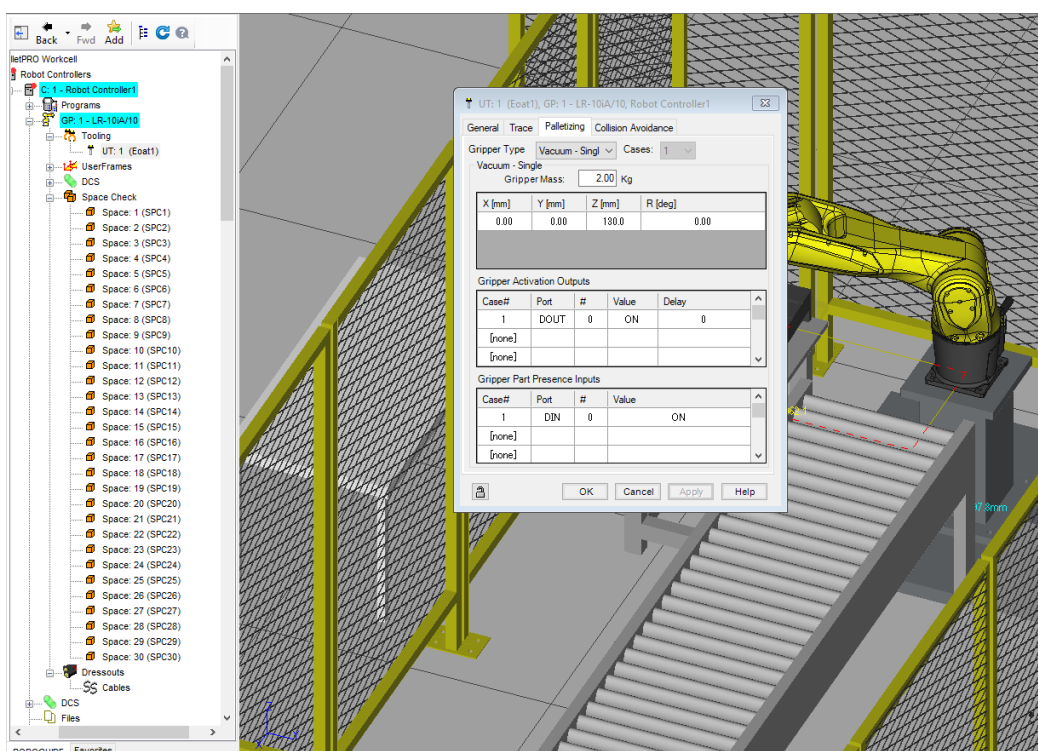 Back
Fwd
Add
lletPRO Workcell
Robot Controllers
C: 1 - Robot Controller1
Programs
GP: 1 - LR-10iA/10
Tooling
UT: 1 (Eoat1)
UserFrames
DCS
Space Check
Space: 1 (SPC1)
Space: 2 (SPC2)
Space: 3 (SPC3)
Space: 4 (SPC4)
Space: 5 (SPC5)
Space: 6 (SPC6)
Space: 7 (SPC7)
Space: 8 (SPC8)
Space: 9 (SPC9)
Space: 10 (SPC10)
Space: 11 (SPC11)
Space: 12 (SPC12)
Space: 13 (SPC13)
Space: 14 (SPC14)
Space: 15 (SPC15)
Space: 16 (SPC16)
Space: 17 (SPC17)
Space: 18 (SPC18)
Space: 19 (SPC19)
Space: 20 (SPC20)
Space: 21 (SPC21)
Space: 22 (SPC22)
Space: 23 (SPC23)
Space: 24 (SPC24)
Space: 25 (SPC25)
Space: 26 (SPC26)
Space: 27 (SPC27)
Space: 28 (SPC28)
Space: 29 (SPC29)
Space: 30 (SPC30)
Dressouts
Cables
DCS
Files
Favorites
UT: 1 (Eoat1), GP: 1 - LR-10iA/10, Robot Controller1
General Trace Palletizing Collision Avoidance
Gripper Type Vacuum - Singl Cases: 1
Vacuum - Single
Gripper Mass: 2.00 Kg
X [mm] Y [mm] Z [mm] R [deg]
0.00 0.00 130.0 0.00
Gripper Activation Outputs
Case# Port # Value Delay
1 DOUT 0 ON 0
[none]
[none]
Gripper Part Presence Inputs
Case# Port # Value
1 DIN 0 ON
[none]
[none]
OK Cancel Apply Help